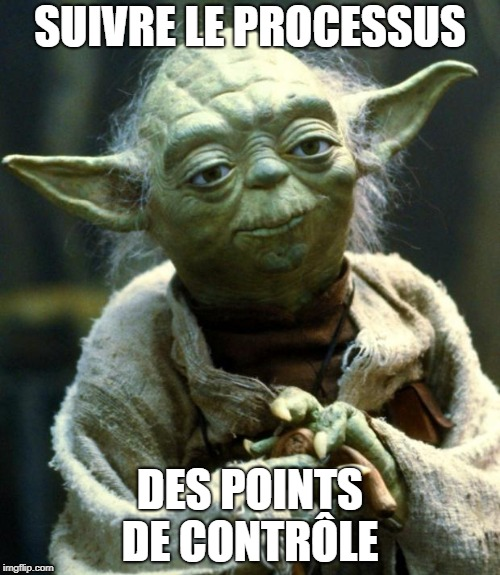 SUIVRE LE PROCESSUS
DES POINTS
DE CONTRÔLE
imgflip.com